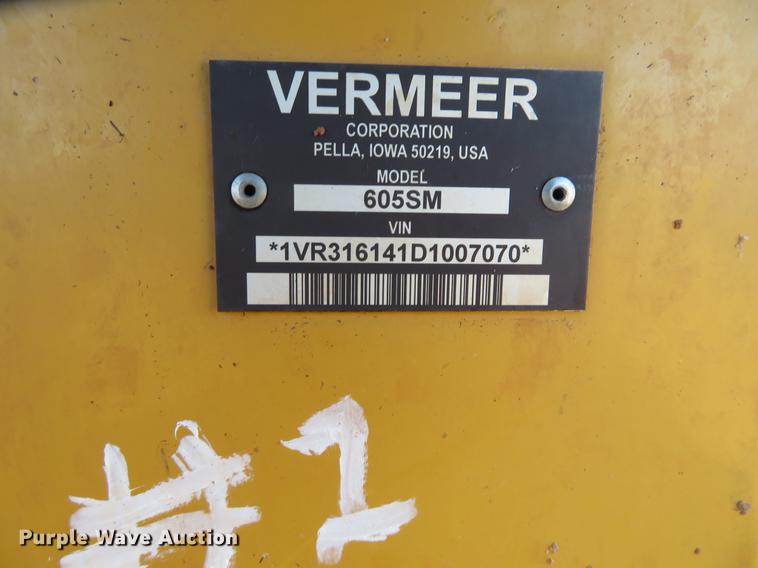 VERMEER
CORPORATION
PELLA, IOWA 50219, USA
MODEL
605SM
VIN
*1VR316141D1007070*
#1
Purple Wave Auction